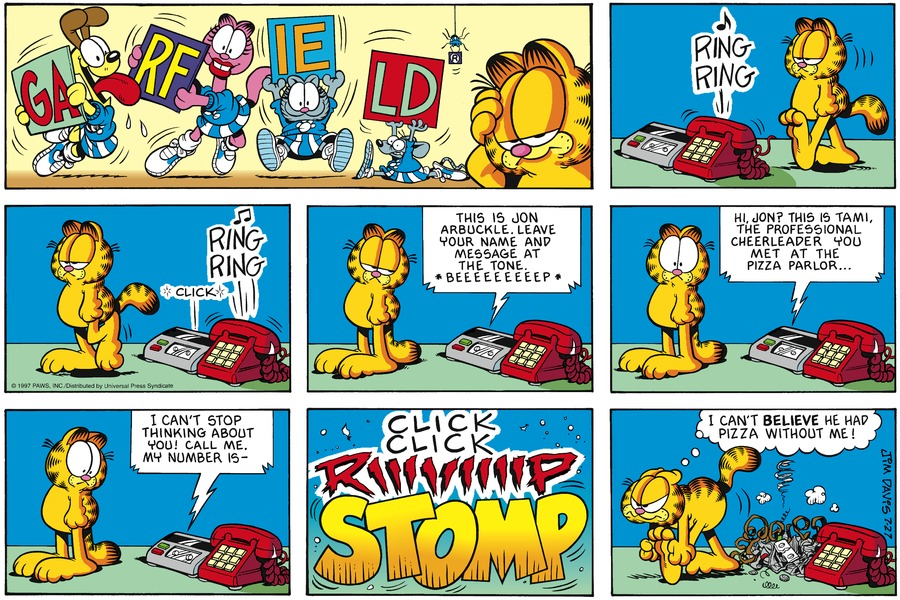 GA
RF
IE
LD
RING
RING
RING
RING
*CLICK*
© 1997 PAWS, INC./Distributed by Universal Press Syndicate
THIS IS JON
ARBUCKLE. LEAVE
YOUR NAME AND
MESSAGE AT
THE TONE.
*BEEEEEEEEEP*
HI, JON? THIS IS TAMI,
THE PROFESSIONAL
CHEERLEADER YOU
MET AT THE
PIZZA PARLOR...
I CAN'T STOP
THINKING ABOUT
YOU! CALL ME.
MY NUMBER IS-
CLICK
CLICK
RIIIIIIIIIP
STOMP
I CAN'T BELIEVE HE HAD
PIZZA WITHOUT ME!
JIM DAVIS 7-27